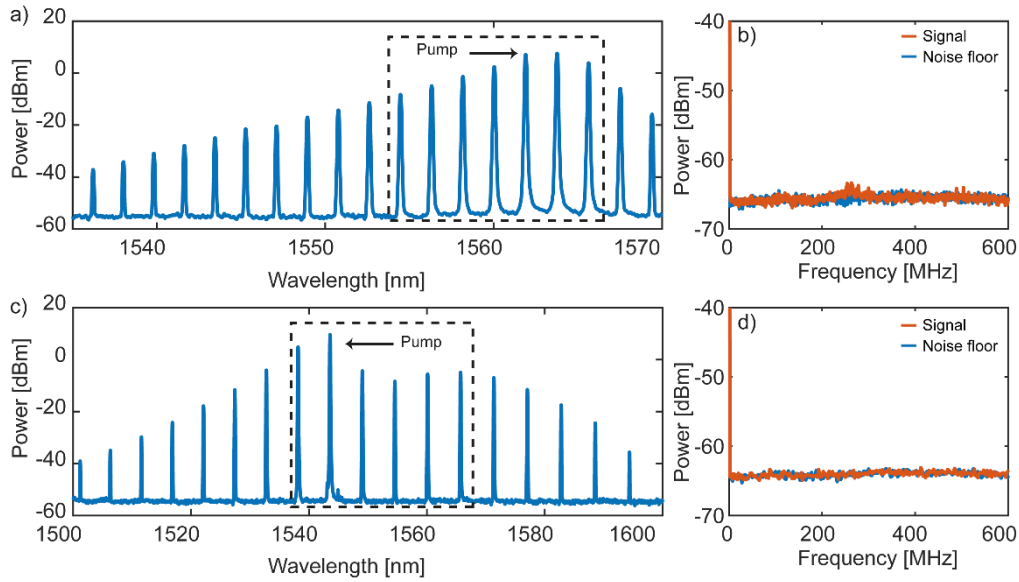 a)
20
0
-20
-40
-60
Power [dBm]
Pump
1540
1550
1560
1570
Wavelength [nm]
b)
-40
-50
-60
-70
Power [dBm]
Signal
Noise floor
0
200
400
600
Frequency [MHz]
c)
20
0
-20
-40
-60
Power [dBm]
Pump
1500
1520
1540
1560
1580
1600
Wavelength [nm]
d)
-40
-50
-60
-70
Power [dBm]
Signal
Noise floor
0
200
400
600
Frequency [MHz]